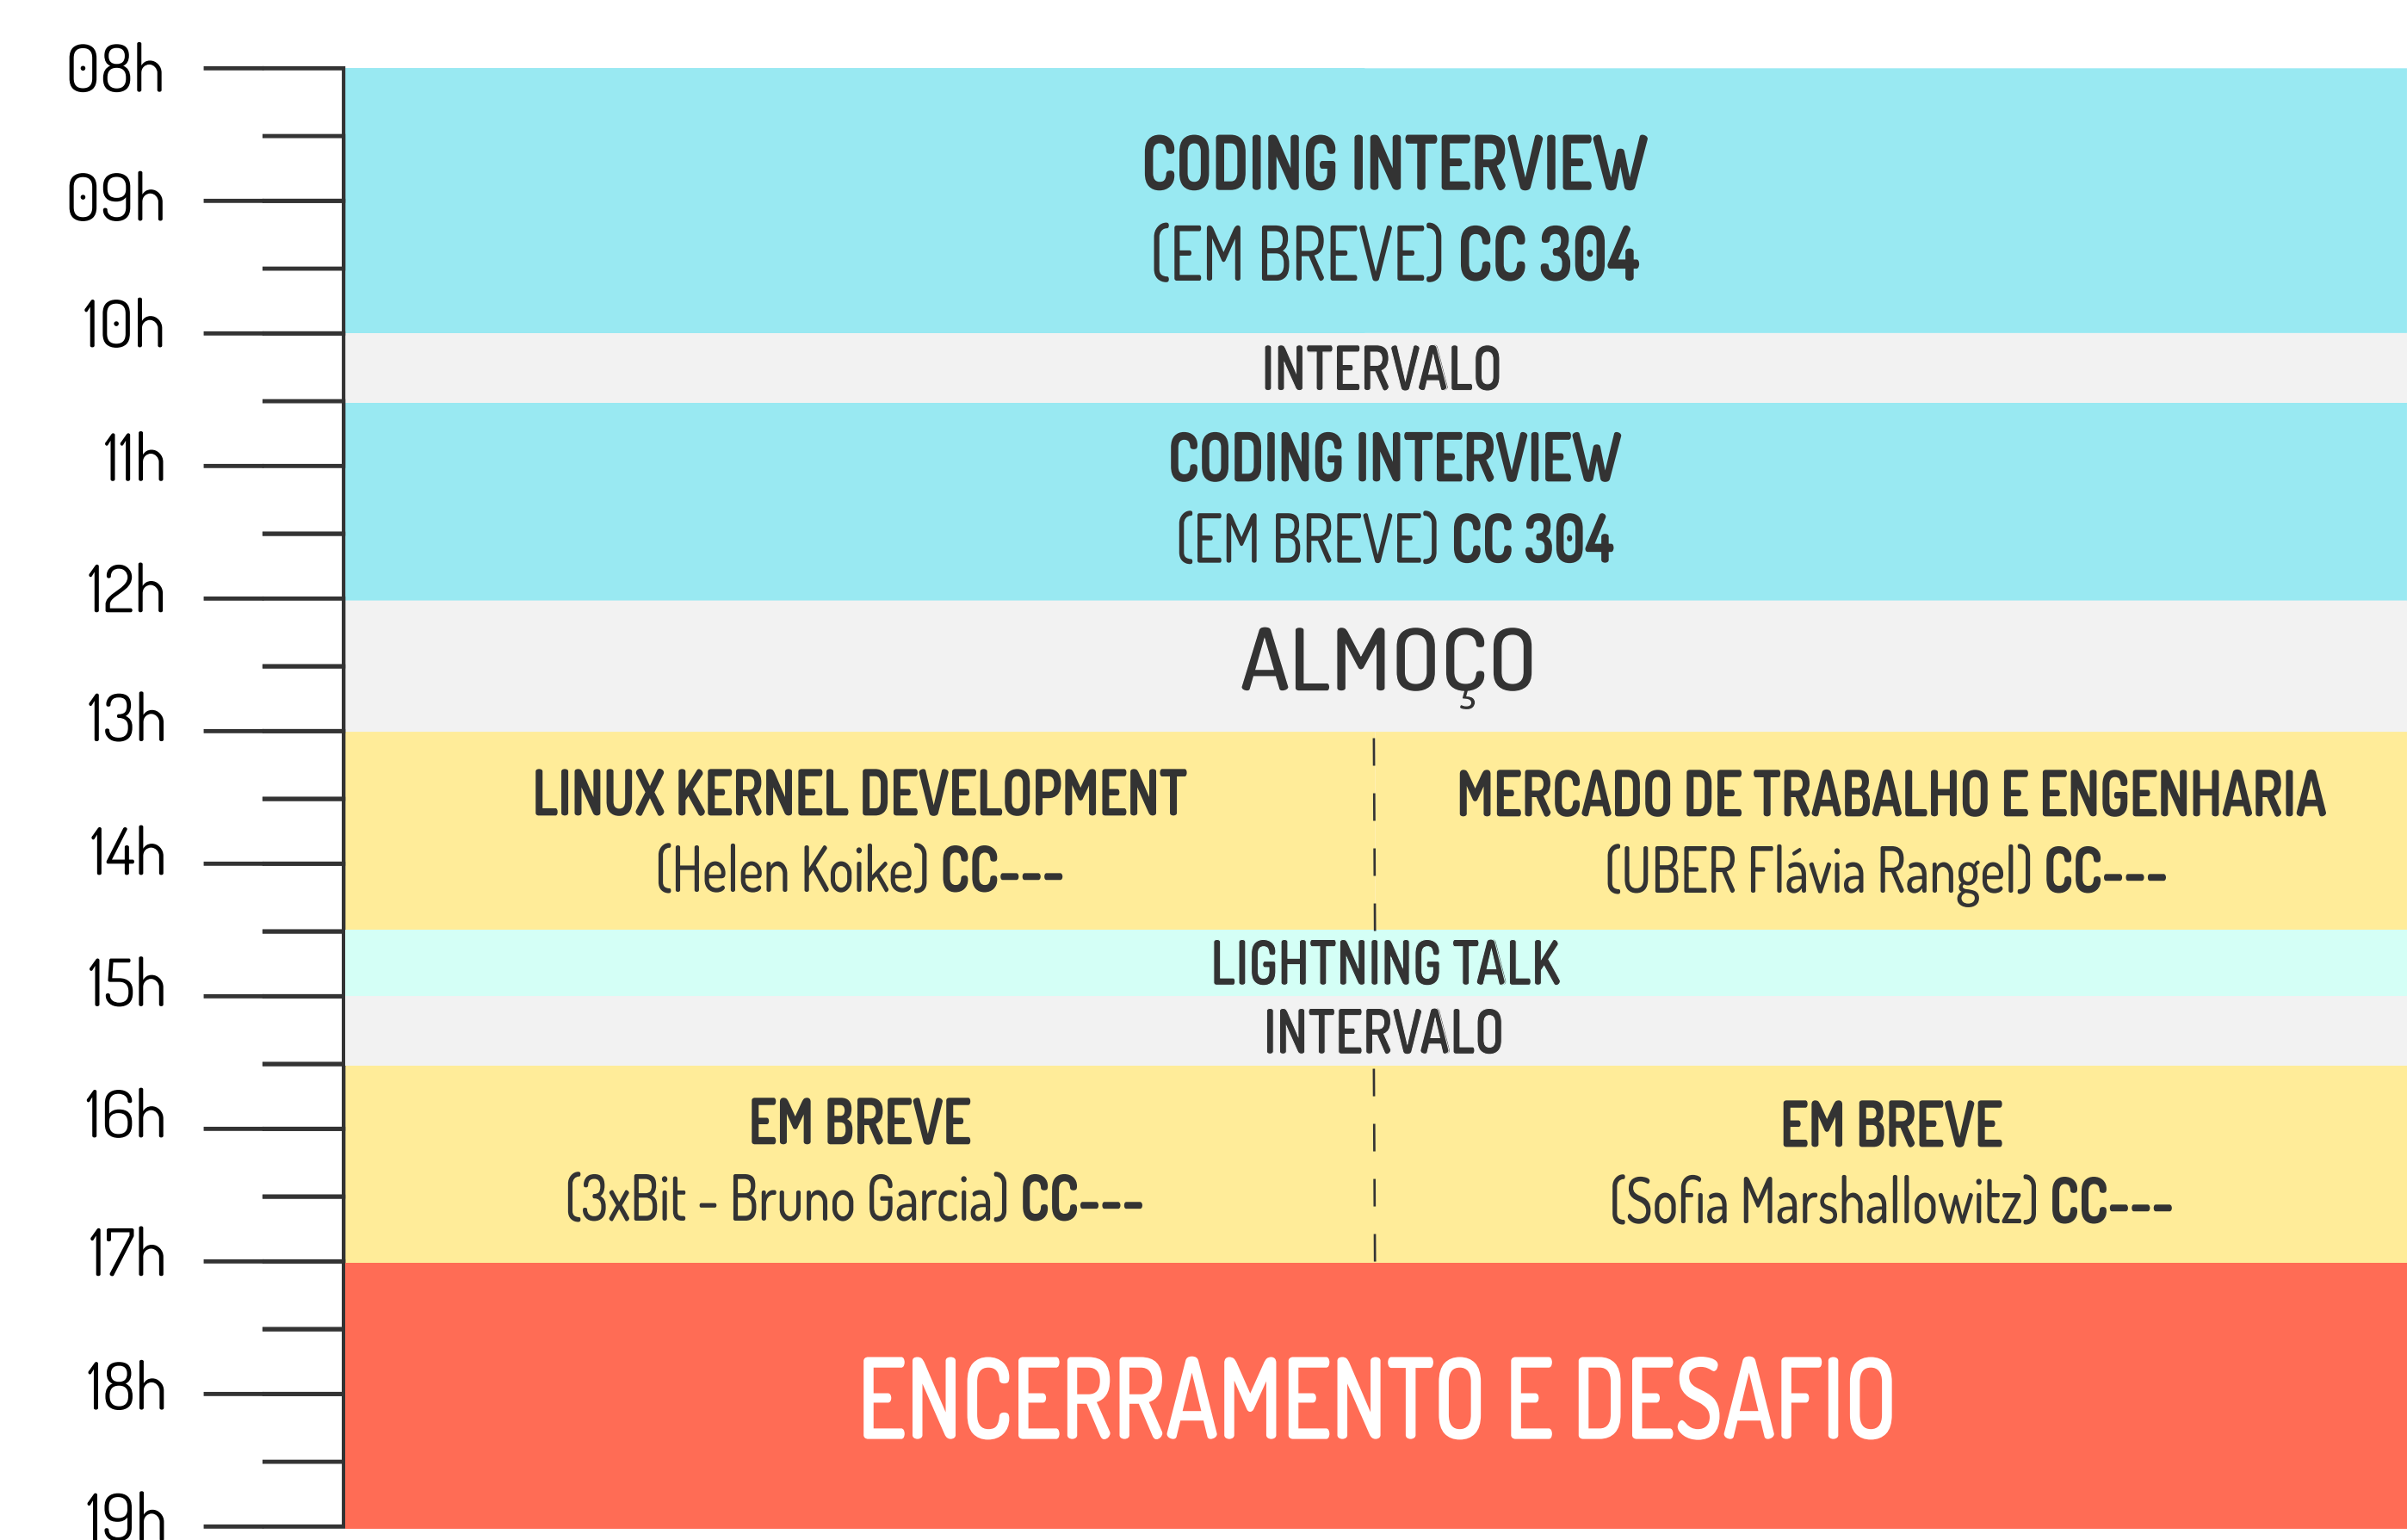 08h
CODING INTERVIEW
09h
(EM BREVE) CC 304
10h
INTERVALO
11h
CODING INTERVIEW
(EM BREVE) CC 304
12h
ALMOÇO
13h
LINUX KERNEL DEVELOPMENT
(Helen Koike) CC---
MERCADO DE TRABALHO E ENGENHARIA
(UBER Flávia Rangel) CC---
14h
LIGHTNING TALK
15h
INTERVALO
16h
EM BREVE
(3xBit - Bruno Garcia) CC---
EM BREVE
(Sofia Marshallowitz) CC---
17h
ENCERRAMENTO E DESAFIO
18h
19h